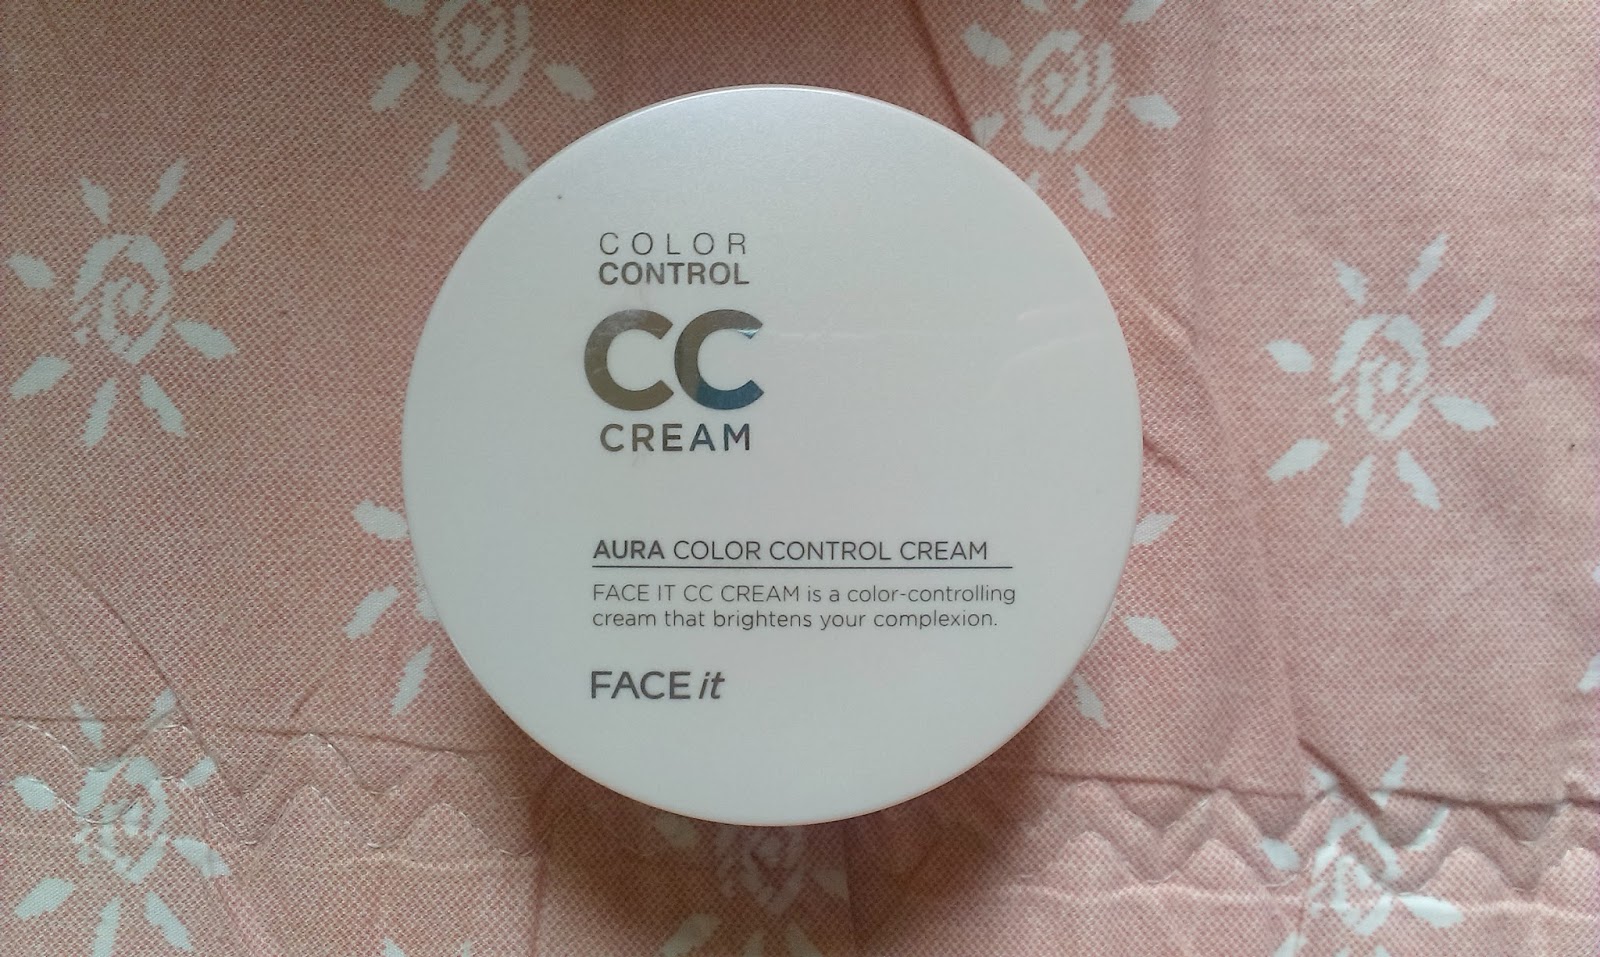 COLOR
CONTROL
CC
CREAM
AURA COLOR CONTROL CREAM
FACE IT CC CREAM is a color-controlling
cream that brightens your complexion.
FACE it